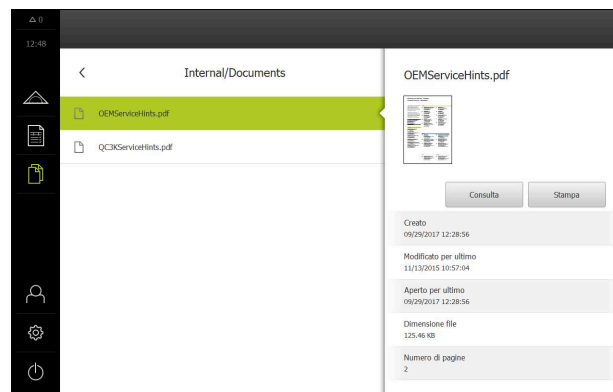 0
12:48
Internal/Documents
OEMServiceHints.pdf
QC3KServiceHints.pdf
OEMServiceHints.pdf
Consulta
Stampa
Creato
09/29/2017 12:28:56
Modificato per ultimo
11/13/2015 10:57:04
Aperto per ultimo
09/29/2017 12:28:56
Dimensione file
125.46 KB
Numero di pagine
2